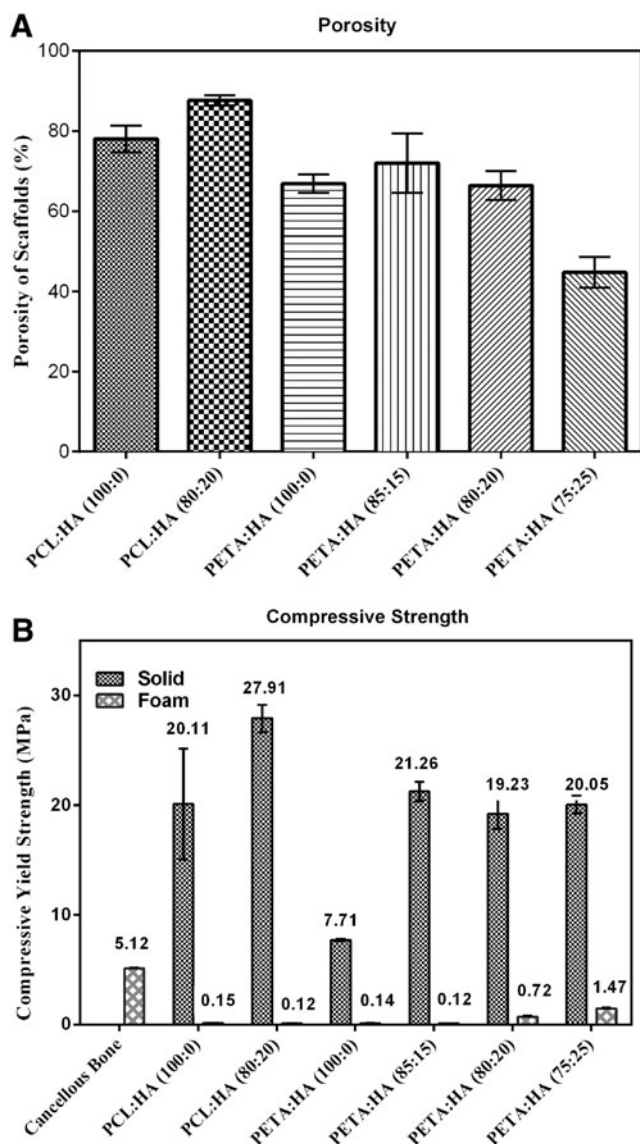 A
Porosity
Porosity of Scaffolds (%)
100
80
60
40
20
0
PCL:HA (100:0)
PCL:HA (80:20)
PETA:HA (100:0)
PETA:HA (85:15)
PETA:HA (80:20)
PETA:HA (75:25)
B
Compressive Strength
Compressive Yield Strength (MPa)
30
20
10
0
Solid
Foam
5.12
20.11
0.15
27.91
0.12
7.71
0.14
21.26
0.12
19.23
0.72
20.05
1.47
Cancellous Bone
PCL:HA (100:0)
PCL:HA (80:20)
PETA:HA (100:0)
PETA:HA (85:15)
PETA:HA (80:20)
PETA:HA (75:25)